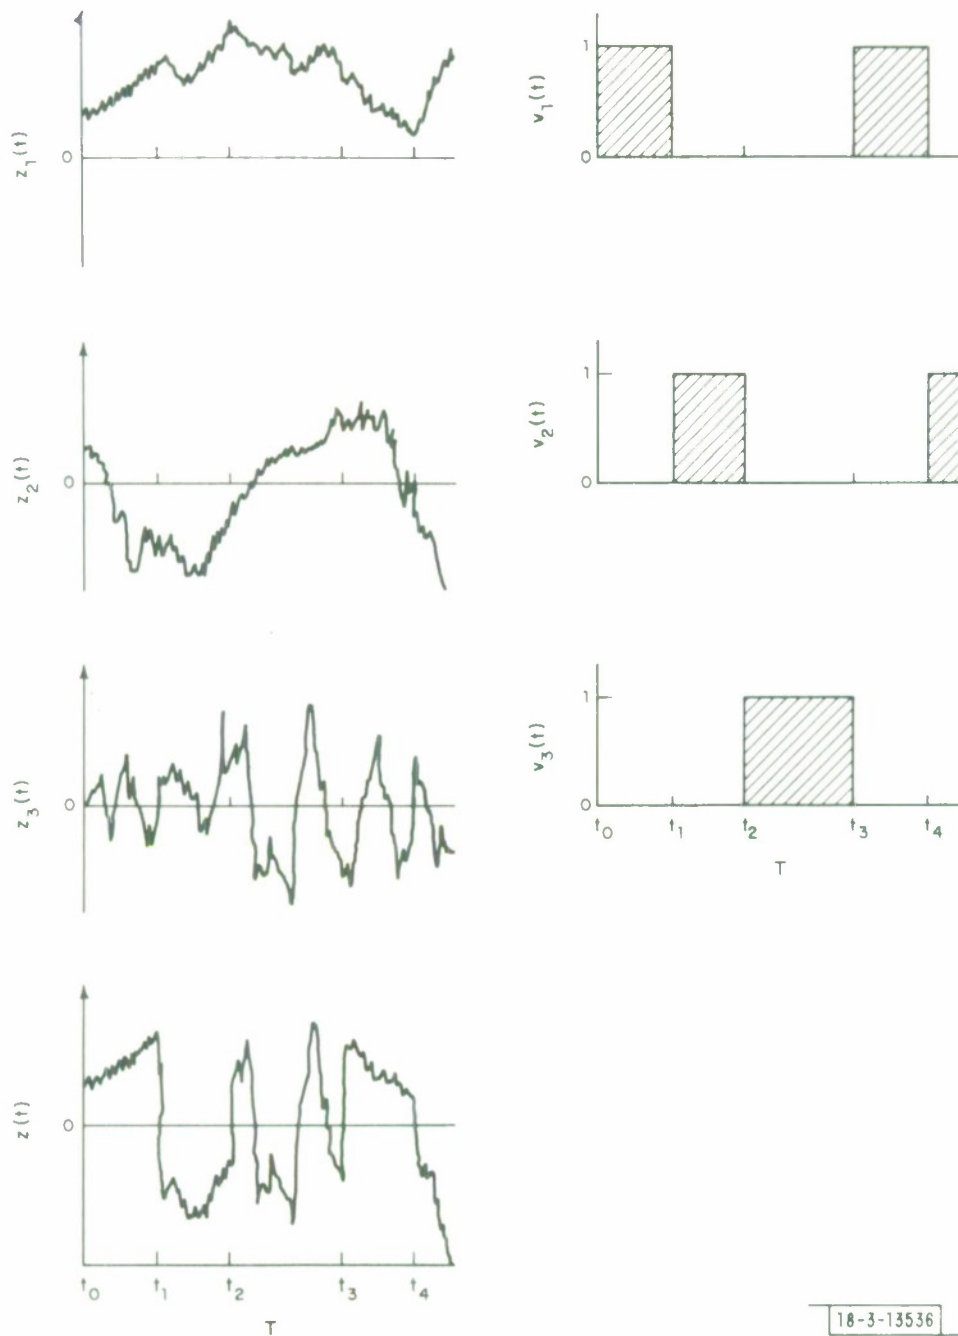 z₁(t)
0
v₁(t)
1
0
z₂(t)
0
v₂(t)
1
0
z₃(t)
0
v₃(t)
1
0
t₀ t₁ t₂ t₃ t₄
T
z(t)
0
t₀ t₁ t₂ t₃ t₄
T
18-3-13536